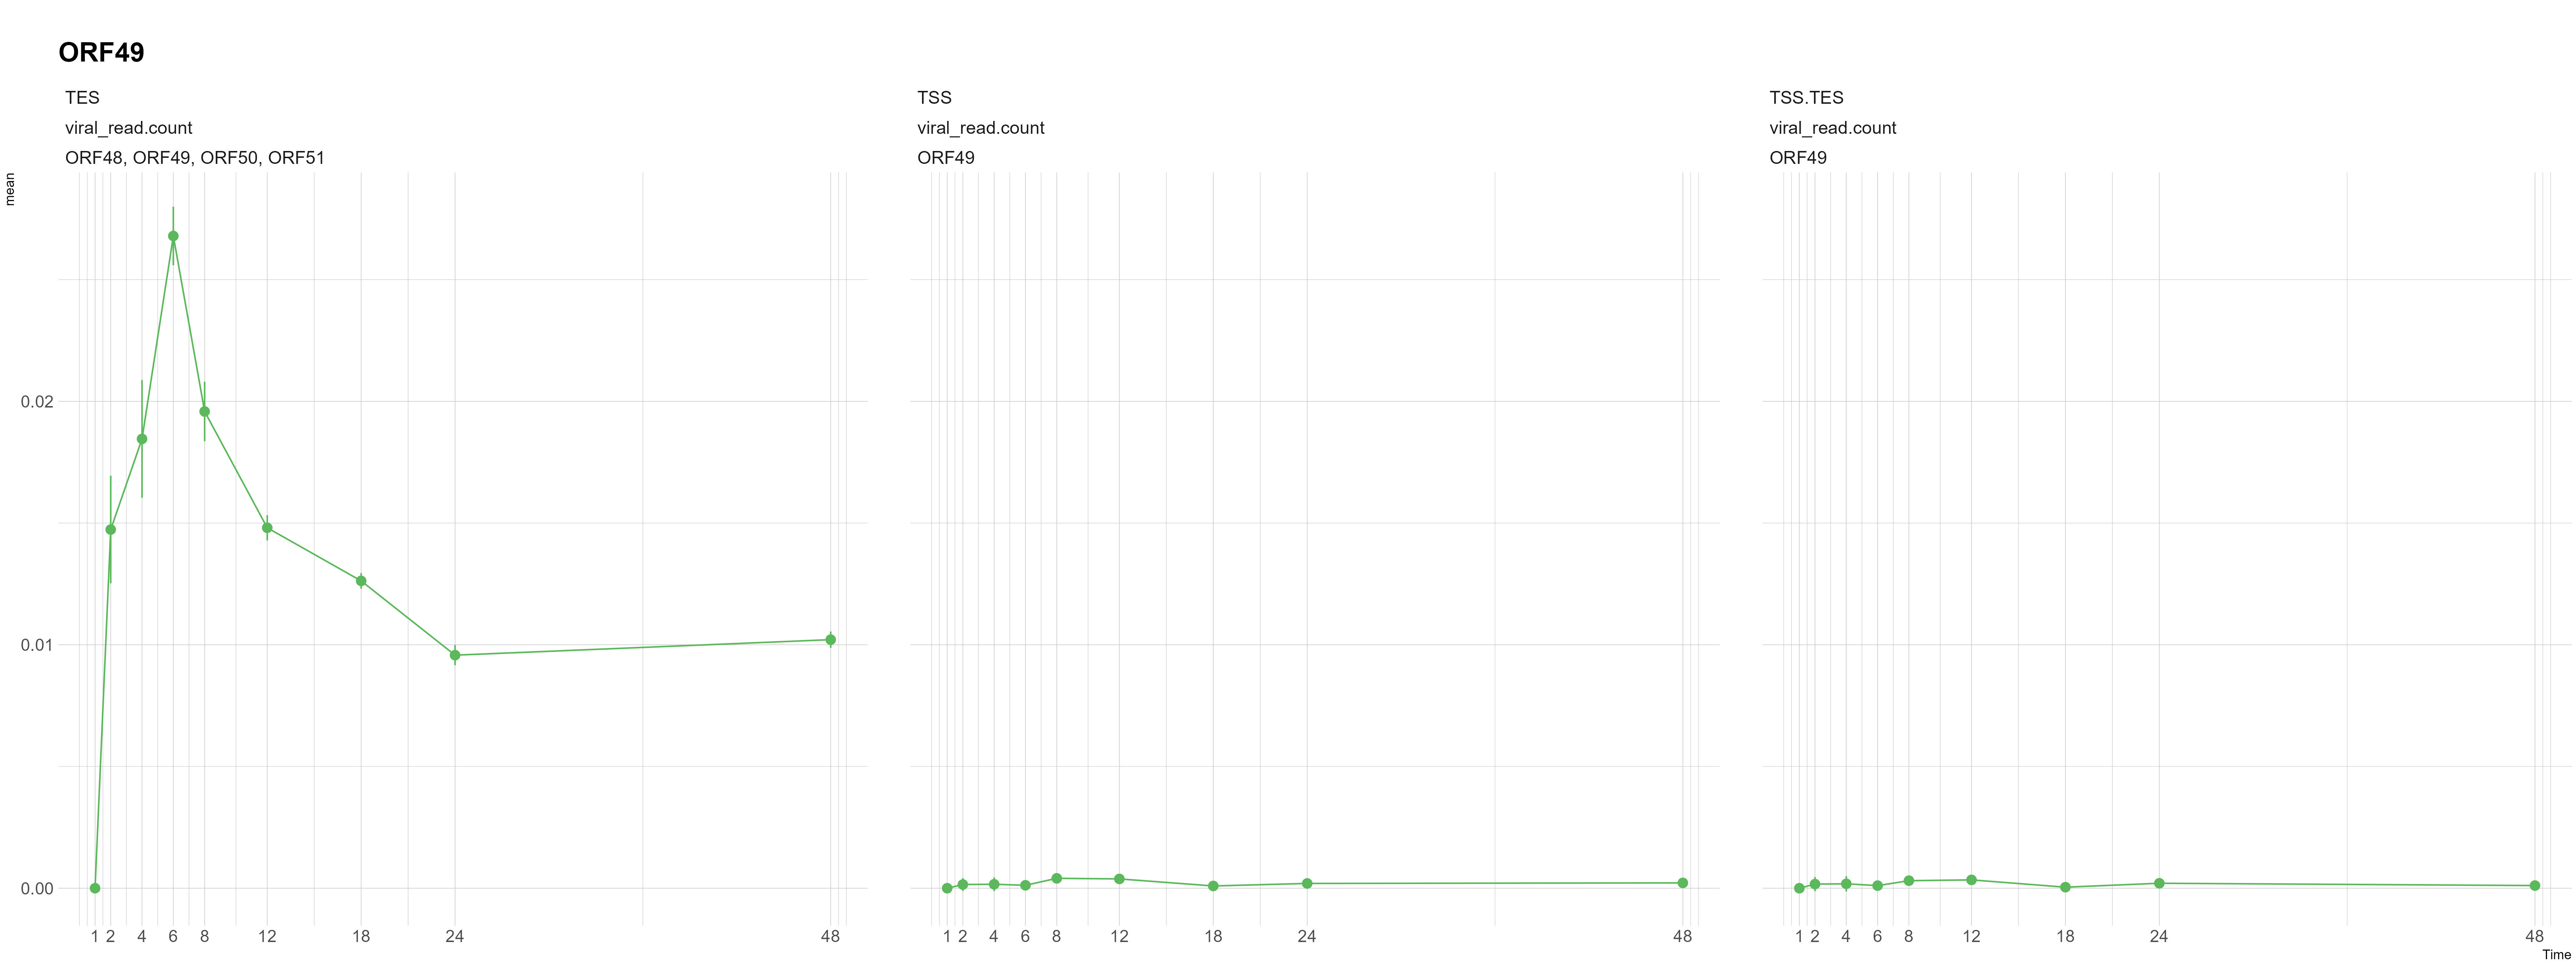 ORF49
TES
viral_read.count
ORF48, ORF49, ORF50, ORF51
TSS
viral_read.count
ORF49
TSS.TES
viral_read.count
ORF49
mean
0.02
0.01
0.00
1 2 4 6 8 12 18 24 48
1 2 4 6 8 12 18 24 48
1 2 4 6 8 12 18 24 48
Time